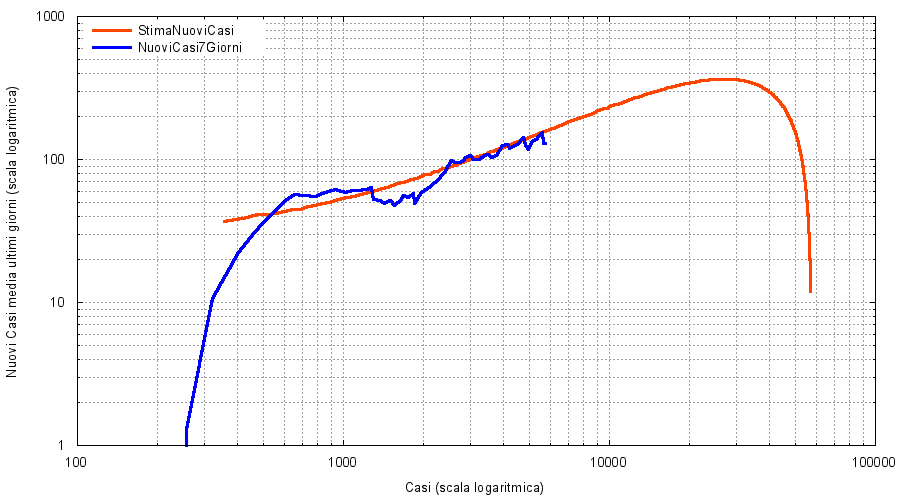 1000
StimaNuoviCasi
NuoviCasi7Giorni
100
10
1
Nuovi Casi media ultimi giorni (scala logaritmica)
100
1000
10000
100000
Casi (scala logaritmica)